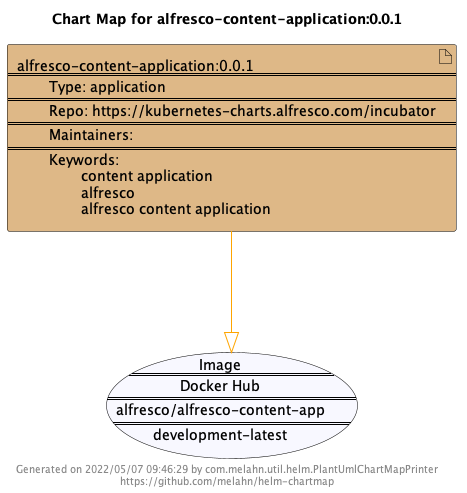 Chart Map for alfresco-content-application:0.0.1
alfresco-content-application:0.0.1
Type: application
Repo: https://kubernetes-charts.alfresco.com/incubator
Maintainers:
Keywords:
content application
alfresco
alfresco content application
Image
Docker Hub
alfresco/alfresco-content-app
development-latest
Generated on 2022/05/07 09:46:29 by com.melahn.util.helm.PlantUmlChartMapPrinter
https://github.com/melahn/helm-chartmap